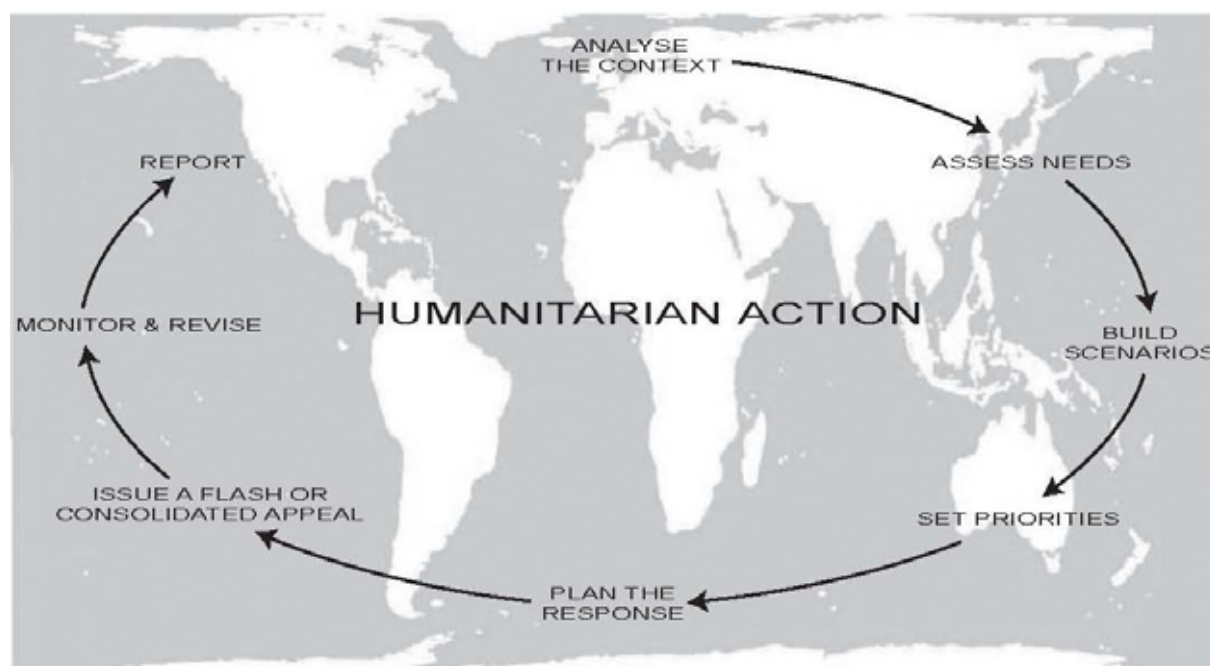 ANALYSE
THE CONTEXT
ASSESS NEEDS
BUILD
SCENARIOS
SET PRIORITIES
PLAN THE
RESPONSE
ISSUE A FLASH OR
CONSOLIDATED APPEAL
MONITOR & REVISE
REPORT
HUMANITARIAN ACTION